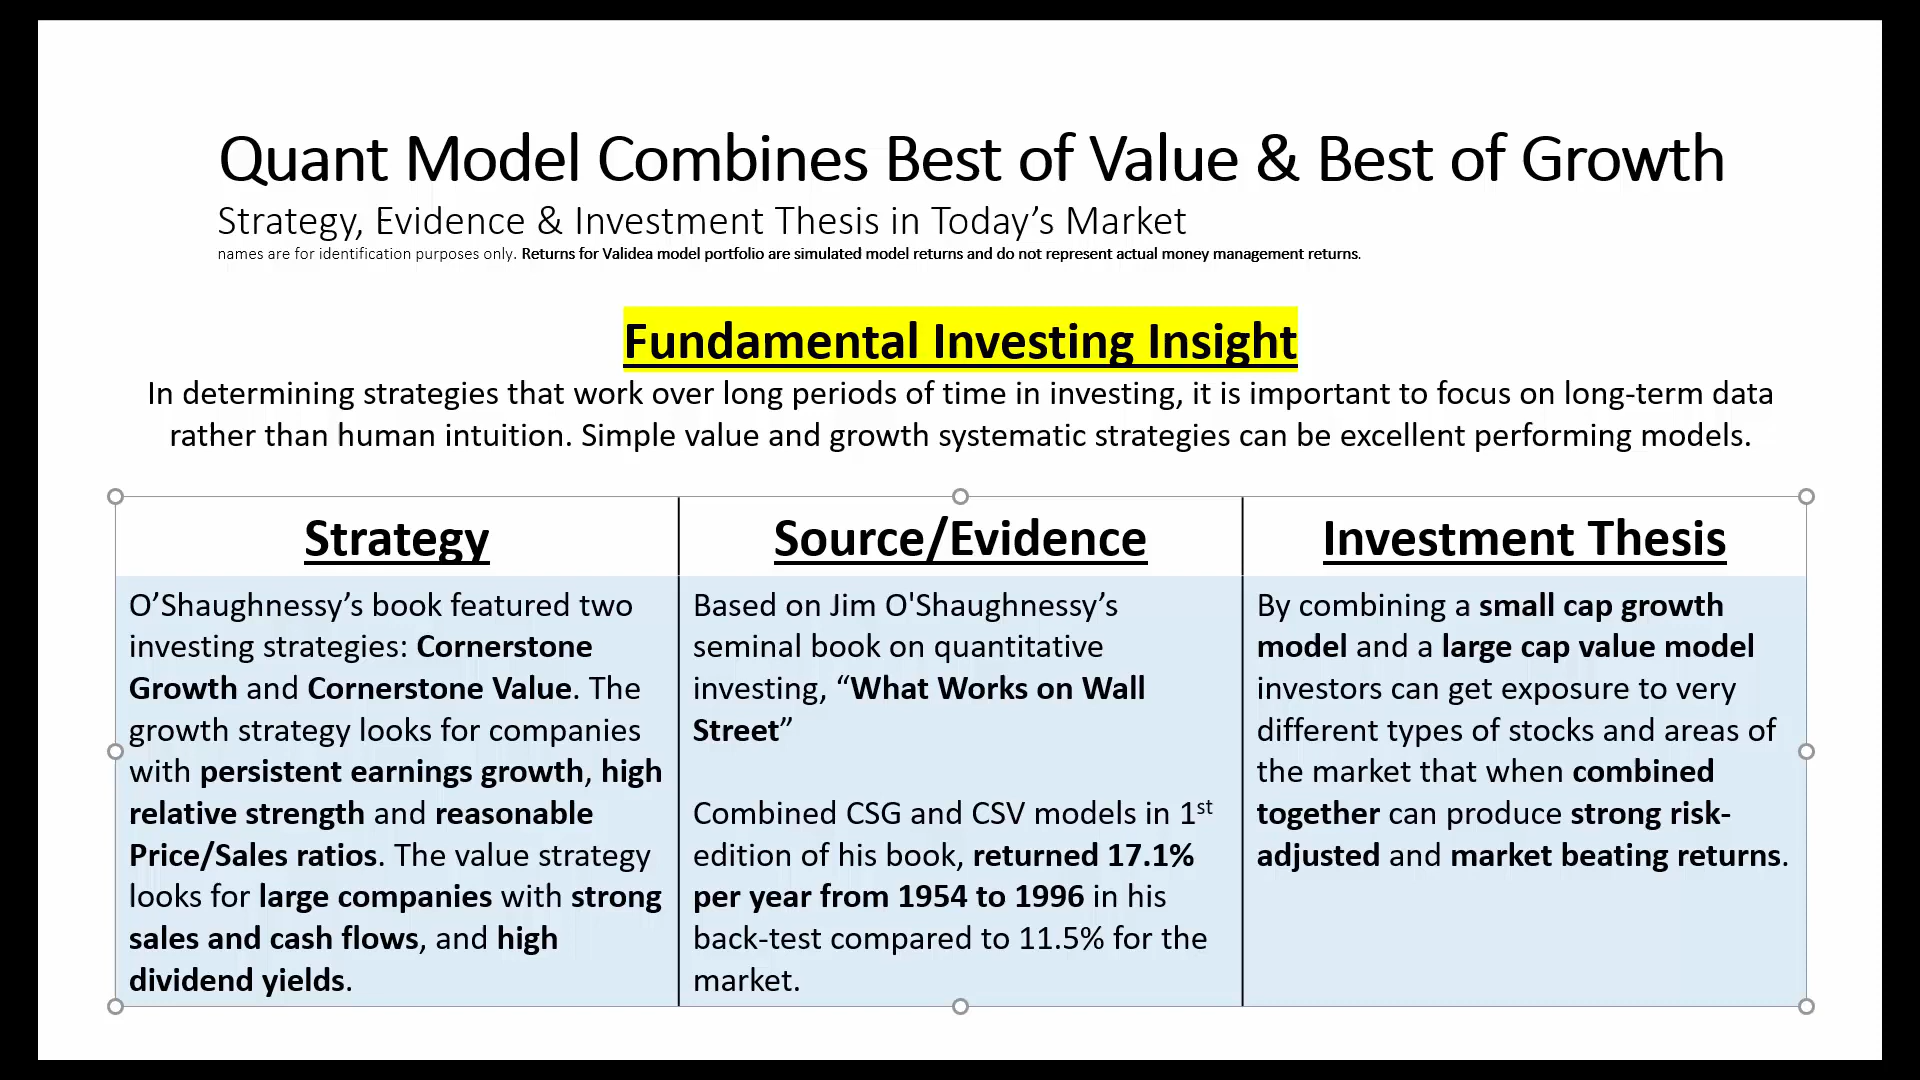 Quant Model Combines Best of Value & Best of Growth
Strategy, Evidence & Investment Thesis in Today’s Market
names are for identification purposes only. Returns for Validea model portfolio are simulated model returns and do not represent actual money management returns.
Fundamental Investing Insight
In determining strategies that work over long periods of time in investing, it is important to focus on long-term data
rather than human intuition. Simple value and growth systematic strategies can be excellent performing models.
Strategy
O’Shaughnessy’s book featured two
investing strategies: Cornerstone
Growth and Cornerstone Value. The
growth strategy looks for companies
with persistent earnings growth, high
relative strength and reasonable
Price/Sales ratios. The value strategy
looks for large companies with strong
sales and cash flows, and high
dividend yields.
Source/Evidence
Based on Jim O'Shaughnessy’s
seminal book on quantitative
investing, “What Works on Wall
Street”
Combined CSG and CSV models in 1st
edition of his book, returned 17.1%
per year from 1954 to 1996 in his
back-test compared to 11.5% for the
market.
Investment Thesis
By combining a small cap growth
model and a large cap value model
investors can get exposure to very
different types of stocks and areas of
the market that when combined
together can produce strong risk-
adjusted and market beating returns.